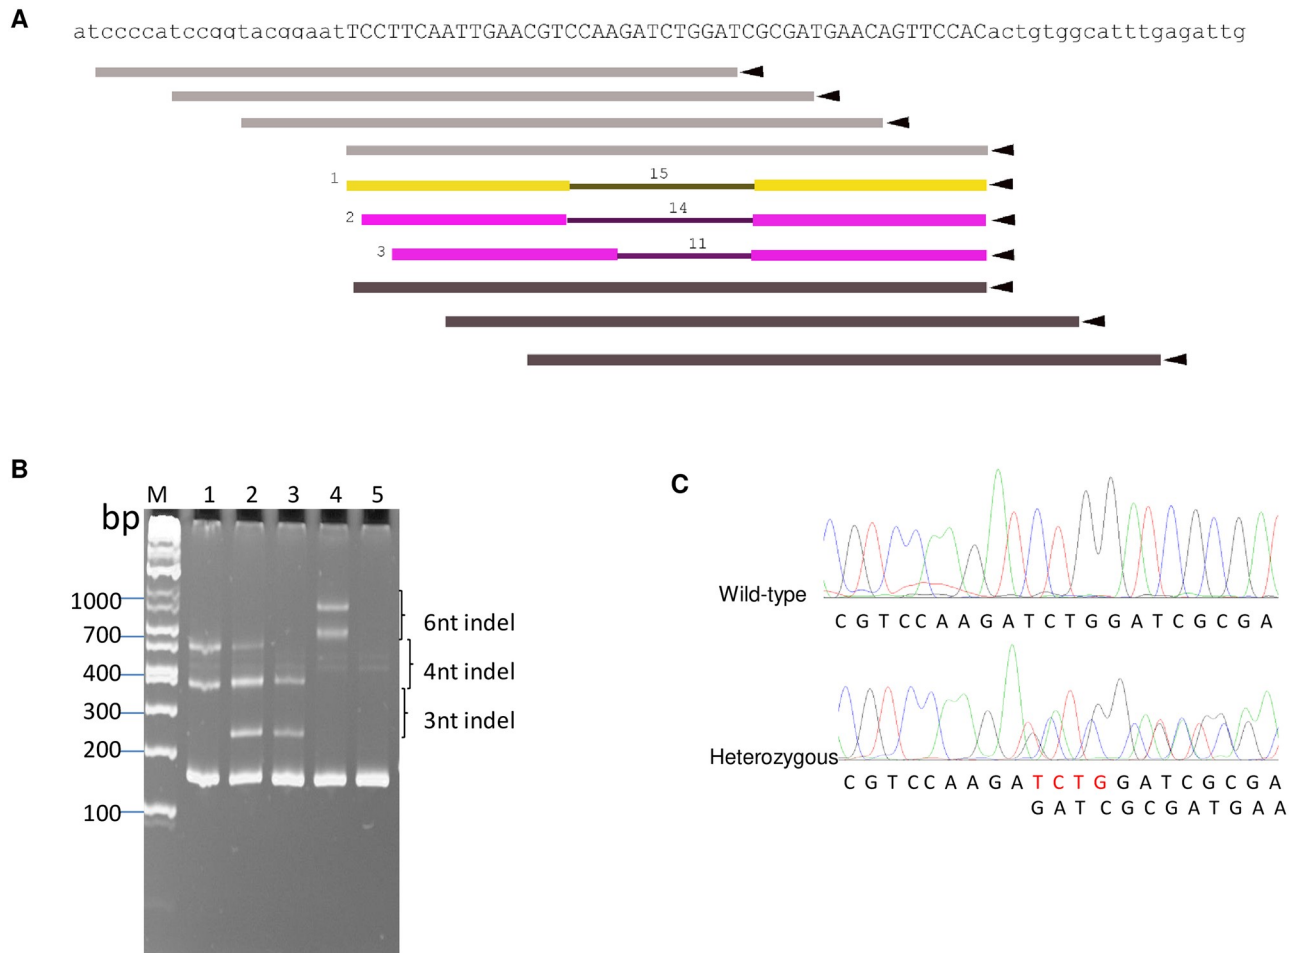 A
atccccatccggtacggaatTCCTTCAATTGAACGTCCAAGATCTGGATCGCGATGAACAGTTCCACactgtggcatttgagattg
15
1
14
2
11
3
B
C
M 1 2 3 4 5
bp
1000
700
400
300
200
100
6nt indel
4nt indel
3nt indel
Wild-type
C G T C C A A G A T C T G G A T C G C G A
Heterozygous
C G T C C A A G A T C T G G A T C G C G A
G A T C G C G A T G A A